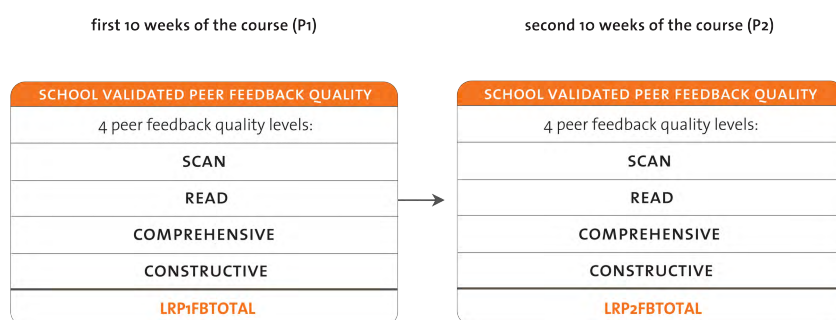 first 10 weeks of the course (P1)
second 10 weeks of the course (P2)
SCHOOL VALIDATED PEER FEEDBACK QUALITY
4 peer feedback quality levels:
SCAN
READ
COMPREHENSIVE
CONSTRUCTIVE
LRP1FBTOTAL
SCHOOL VALIDATED PEER FEEDBACK QUALITY
4 peer feedback quality levels:
SCAN
READ
COMPREHENSIVE
CONSTRUCTIVE
LRP2FBTOTAL